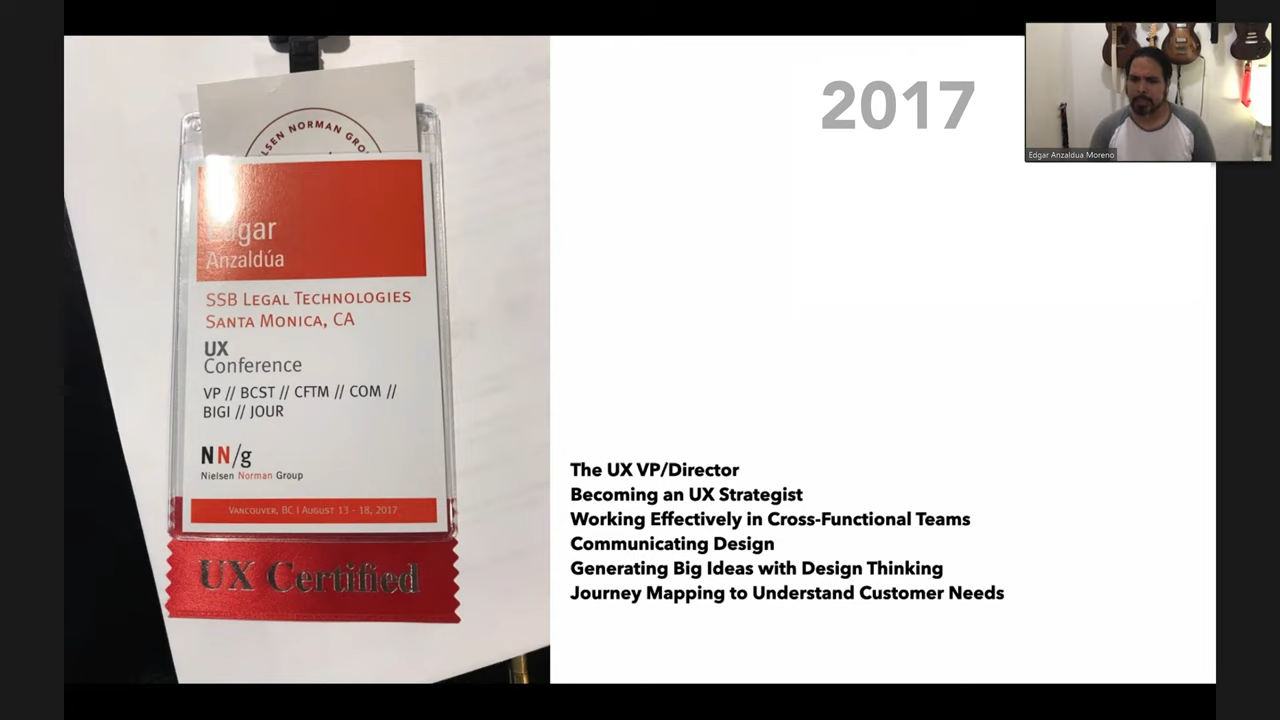 LSEN NORMAN GRO
Edgar
Anzaldúa
SSB LEGAL TECHNOLOGIES
SANTA MONICA, CA
UX
Conference
VP // BCST // CFTM // COM //
BIGI // JOUR
NN/g
Nielsen Norman Group
VANCOUVER, BC | AUGUST 13 - 18, 2017
UX Certified
2017
The UX VP/Director
Becoming an UX Strategist
Working Effectively in Cross-Functional Teams
Communicating Design
Generating Big Ideas with Design Thinking
Journey Mapping to Understand Customer Needs
Edgar Anzaldua Moreno